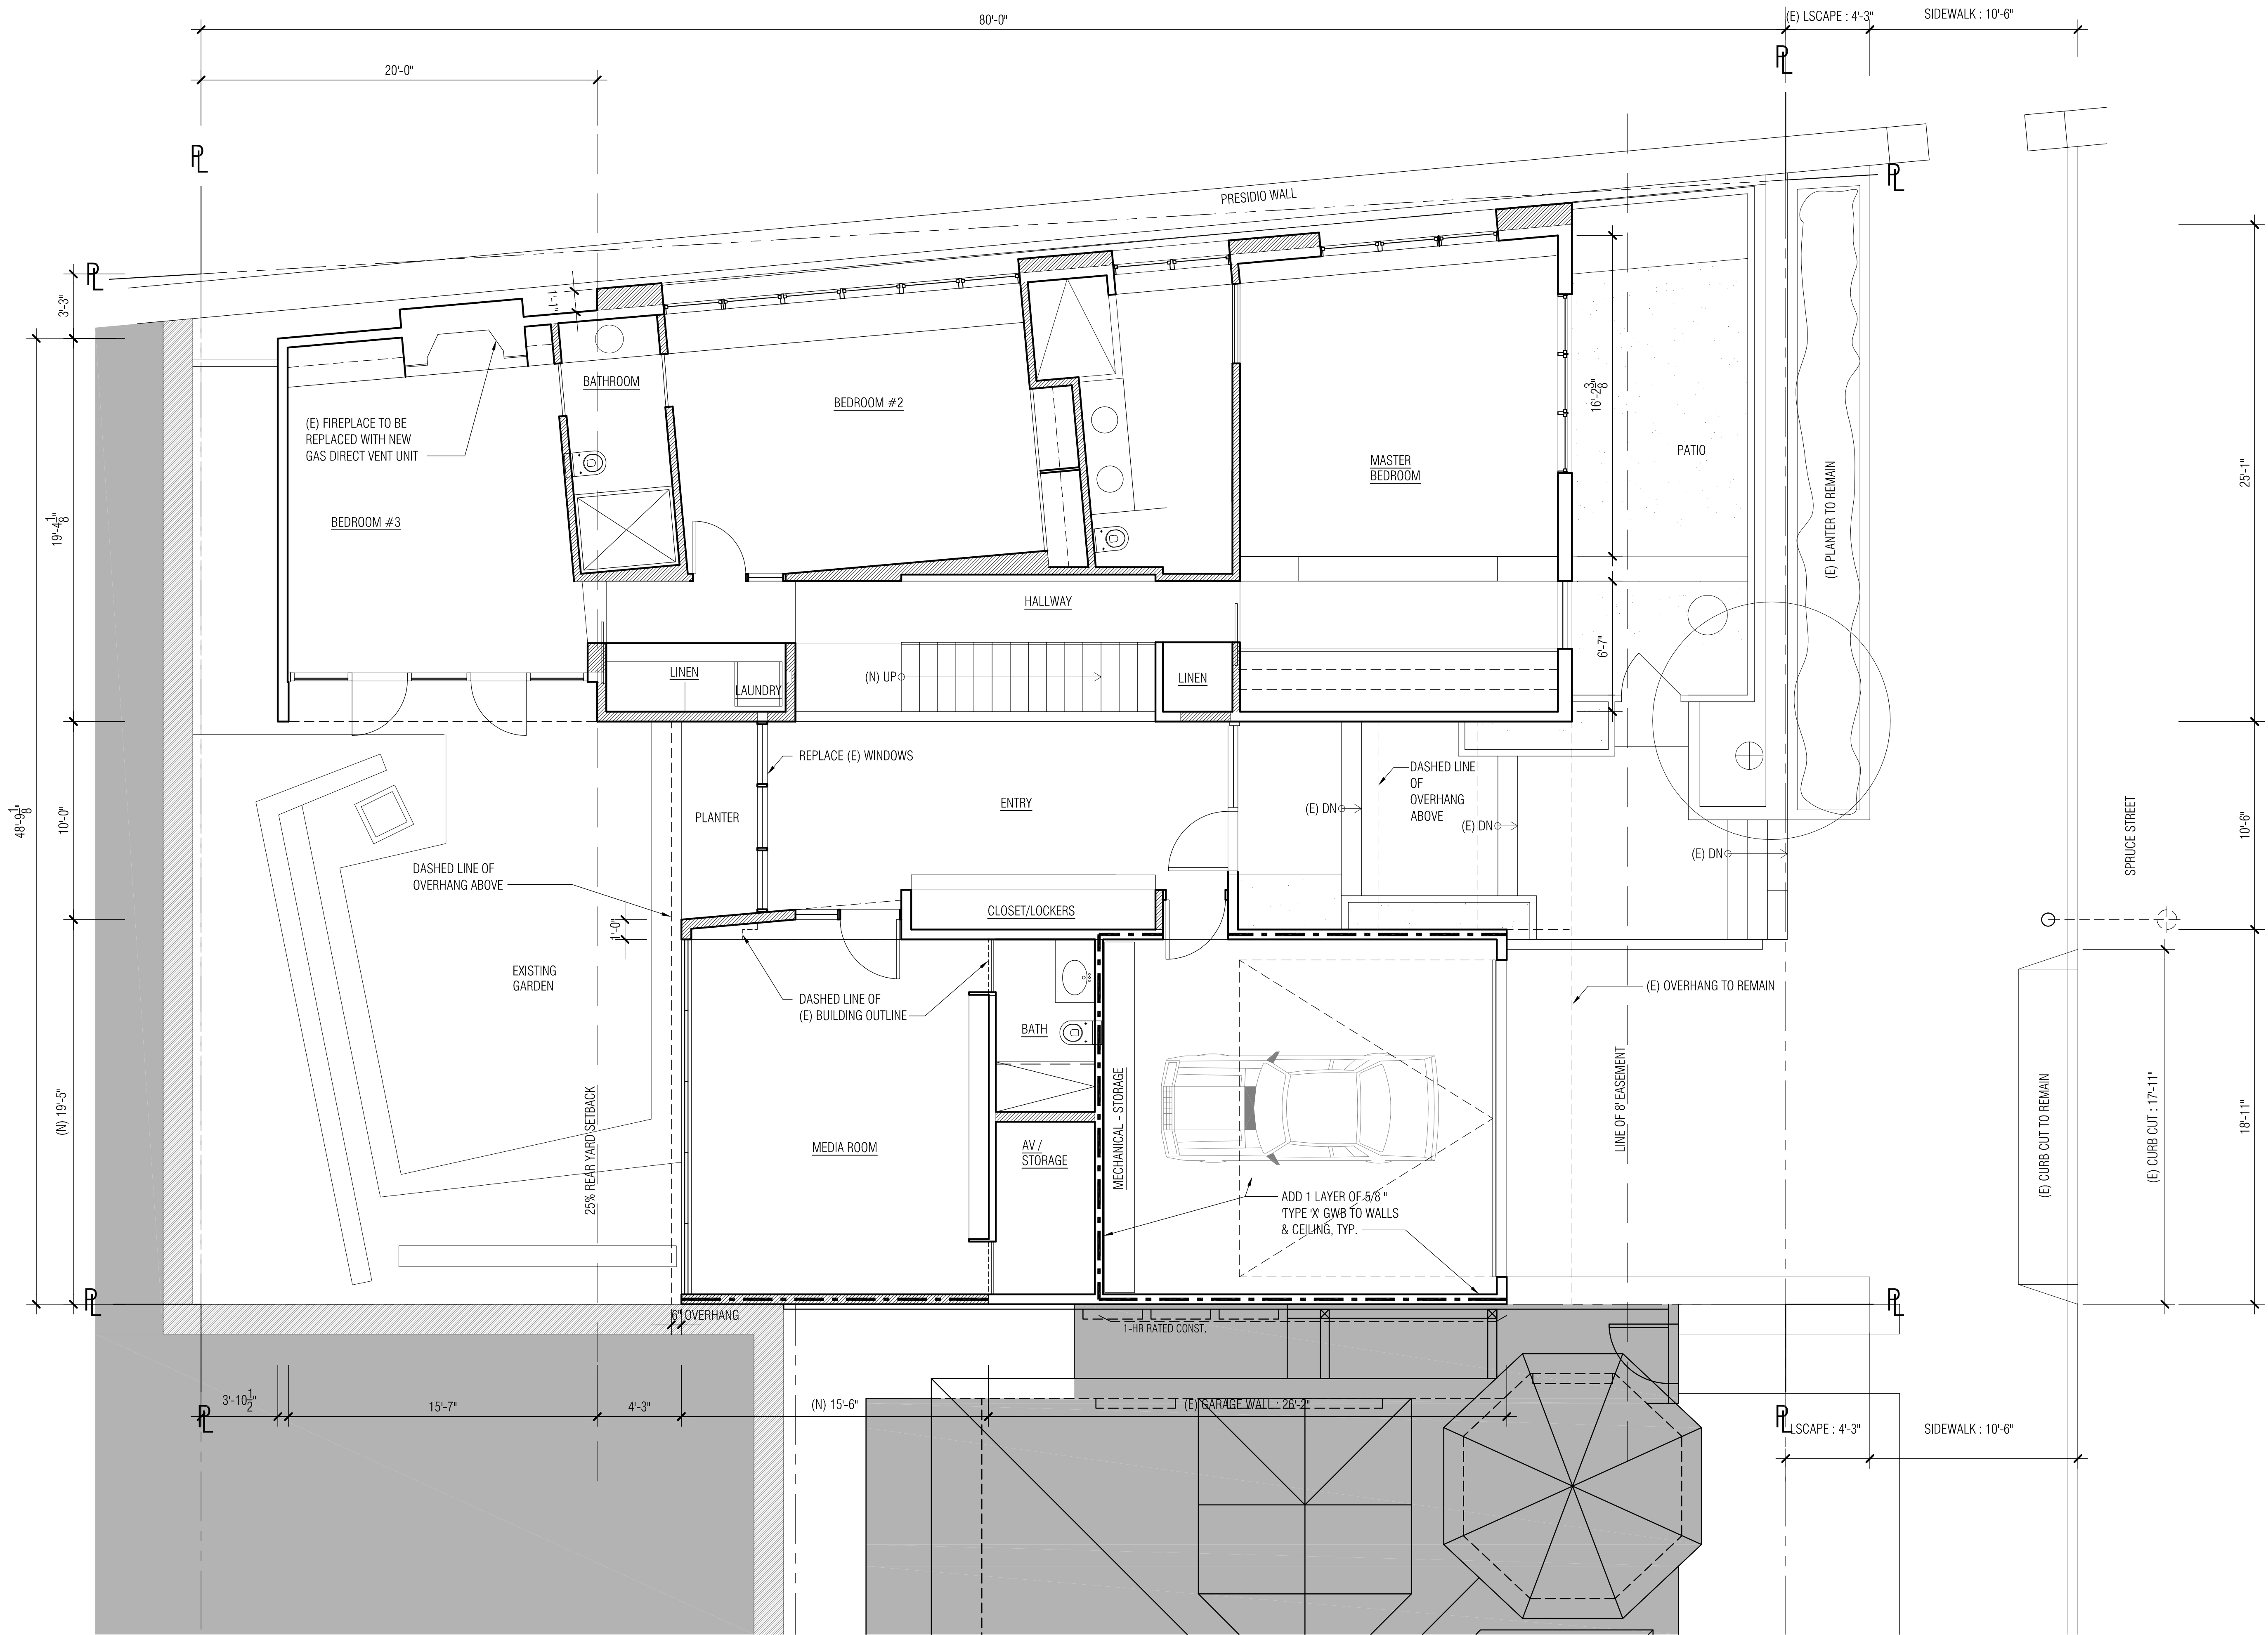 80'-0"
(E) LSCAPE : 4'-3"
SIDEWALK : 10'-6"
20'-0"
PL
PL
PRESIDIO WALL
PL
PL
3'-3"
1'-1"
BATHROOM
BEDROOM #2
(E) FIREPLACE TO BE
REPLACED WITH NEW
GAS DIRECT VENT UNIT
16'-2 3/8"
PATIO
MASTER
BEDROOM
25'-1"
(E) PLANTER TO REMAIN
BEDROOM #3
19'-4 1/8"
HALLWAY
6'-7"
LINEN
LAUNDRY
(N) UP
LINEN
REPLACE (E) WINDOWS
DASHED LINE
OF
OVERHANG
ABOVE
ENTRY
(E) DN
(E) DN
(E) DN
PLANTER
48'-9 1/8"
10'-0"
10'-6"
SPRUCE STREET
DASHED LINE OF
OVERHANG ABOVE
CLOSET/LOCKERS
1'-0"
EXISTING
GARDEN
DASHED LINE OF
(E) BUILDING OUTLINE
(E) OVERHANG TO REMAIN
BATH
MECHANICAL - STORAGE
LINE OF 8' EASEMENT
(E) CURB CUT TO REMAIN
(E) CURB CUT : 17'-11"
18'-11"
(N) 19'-5"
25% REAR YARD SETBACK
MEDIA ROOM
AV /
STORAGE
ADD 1 LAYER OF 5/8 "
'TYPE 'X' GWB TO WALLS
& CEILING, TYP.
PL
PL
6" OVERHANG
1-HR RATED CONST.
3'-10 1/2"
15'-7"
4'-3"
(N) 15'-6"
(E) GARAGE WALL : 26'-2"
PL
PL
LSCAPE : 4'-3"
SIDEWALK : 10'-6"